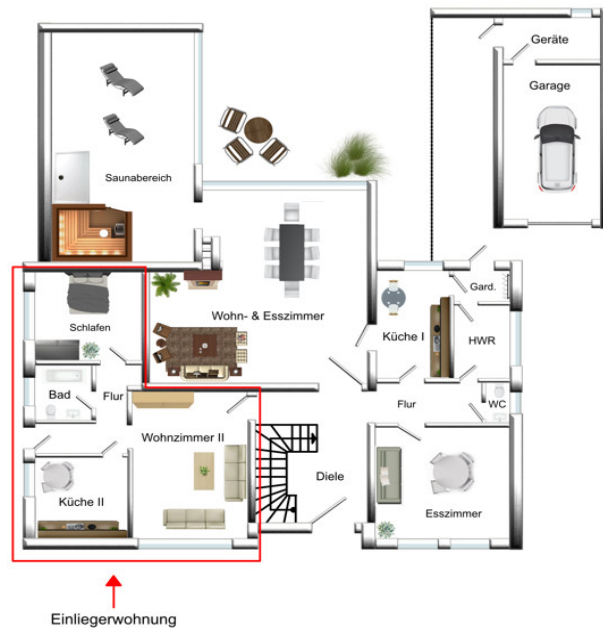 Geräte
Garage
Saunabereich
Gard.
Wohn- & Esszimmer
Schlafen
Küche I
HWR
Bad
Flur
Flur
WC
Wohnzimmer II
Diele
Küche II
Esszimmer
Einliegerwohnung